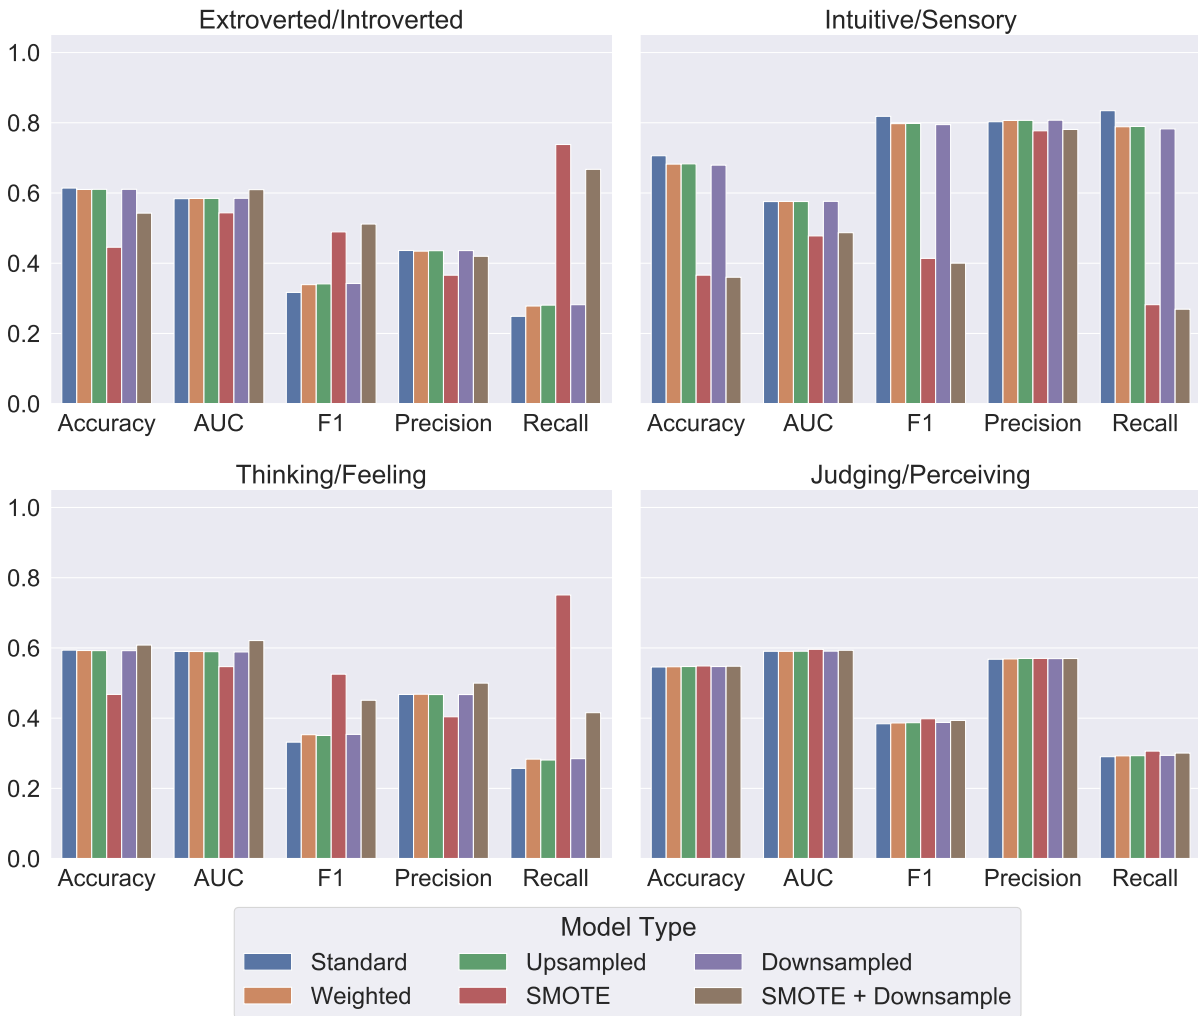 Extroverted/Introverted
Intuitive/Sensory
1.0
0.8
0.6
0.4
0.2
0.0
Accuracy AUC F1 Precision Recall
Accuracy AUC F1 Precision Recall
Thinking/Feeling
Judging/Perceiving
1.0
0.8
0.6
0.4
0.2
0.0
Accuracy AUC F1 Precision Recall
Accuracy AUC F1 Precision Recall
Model Type
Standard Upsampled Downsampled
Weighted SMOTE SMOTE + Downsample